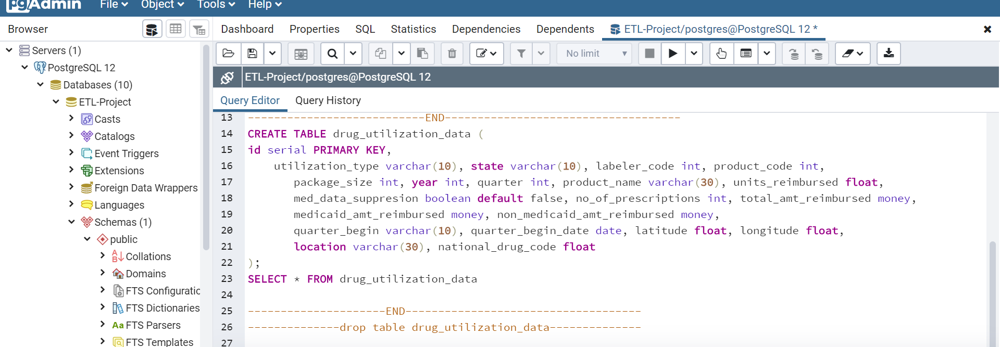 pgAdmin File Object Tools Help
Browser
Dashboard Properties SQL Statistics Dependencies Dependents ETL-Project/postgres@PostgreSQL 12 *
No limit
ETL-Project/postgres@PostgreSQL 12
Query Editor Query History
Servers (1)
PostgreSQL 12
Databases (10)
ETL-Project
Casts
Catalogs
Event Triggers
Extensions
Foreign Data Wrappers
Languages
Schemas (1)
public
Collations
Domains
FTS Configuratic
FTS Dictionaries
Aa FTS Parsers
FTS Templates
13 ---------------------------END------------------------------------
14 CREATE TABLE drug_utilization_data (
15 id serial PRIMARY KEY,
16 utilization_type varchar(10), state varchar(10), labeler_code int, product_code int,
17 package_size int, year int, quarter int, product_name varchar(30), units_reimbursed float,
18 med_data_suppresion boolean default false, no_of_prescriptions int, total_amt_reimbursed money,
19 medicaid_amt_reimbursed money, non_medicaid_amt_reimbursed money,
20 quarter_begin varchar(10), quarter_begin_date date, latitude float, longitude float,
21 location varchar(30), national_drug_code float
22 );
23 SELECT * FROM drug_utilization_data
24
25 ---------------------END------------------------------------
26 --------------drop table drug_utilization_data--------------
27